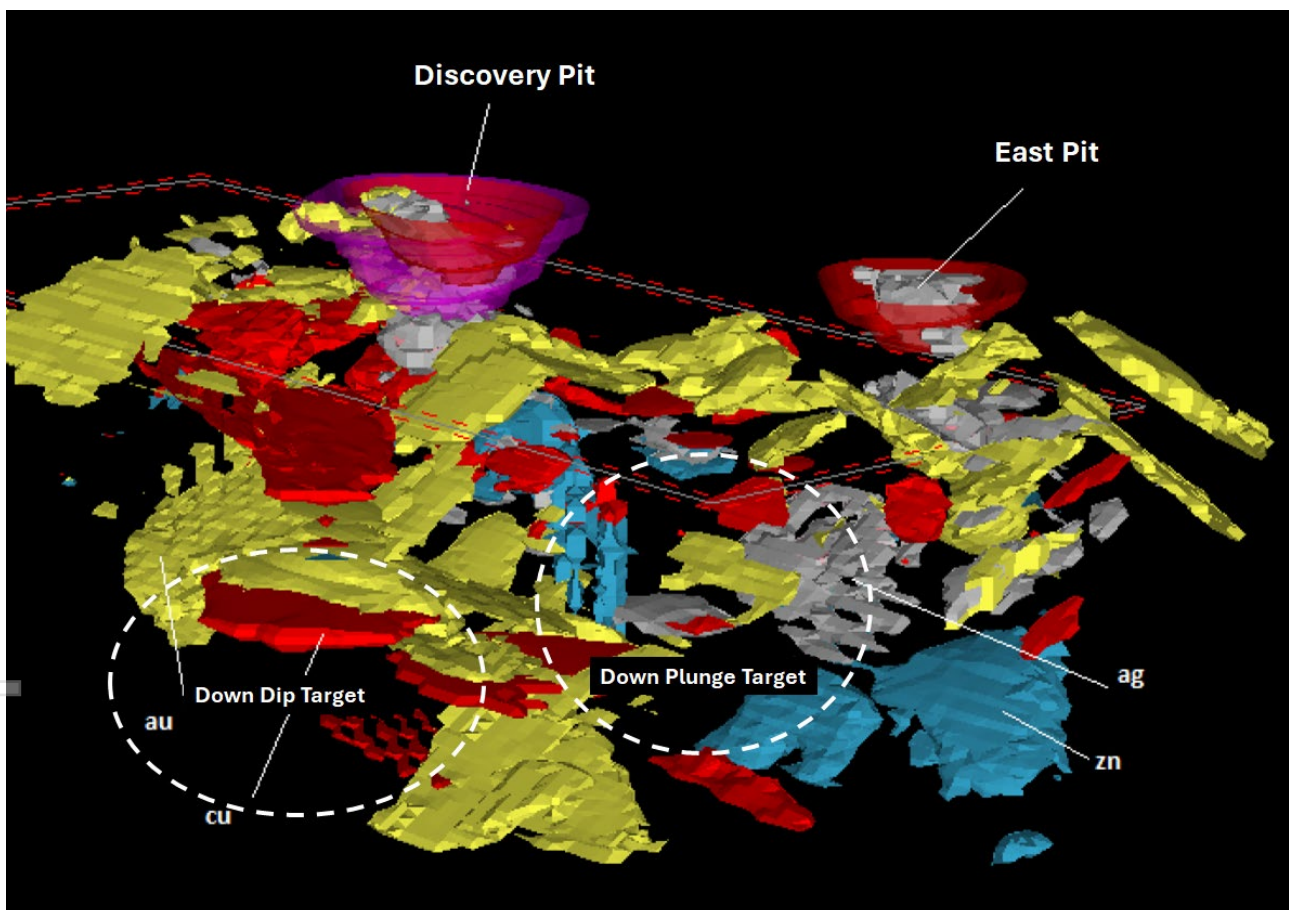 Discovery Pit
East Pit
Down Plunge Target
ag
Down Dip Target
au
zn
cu